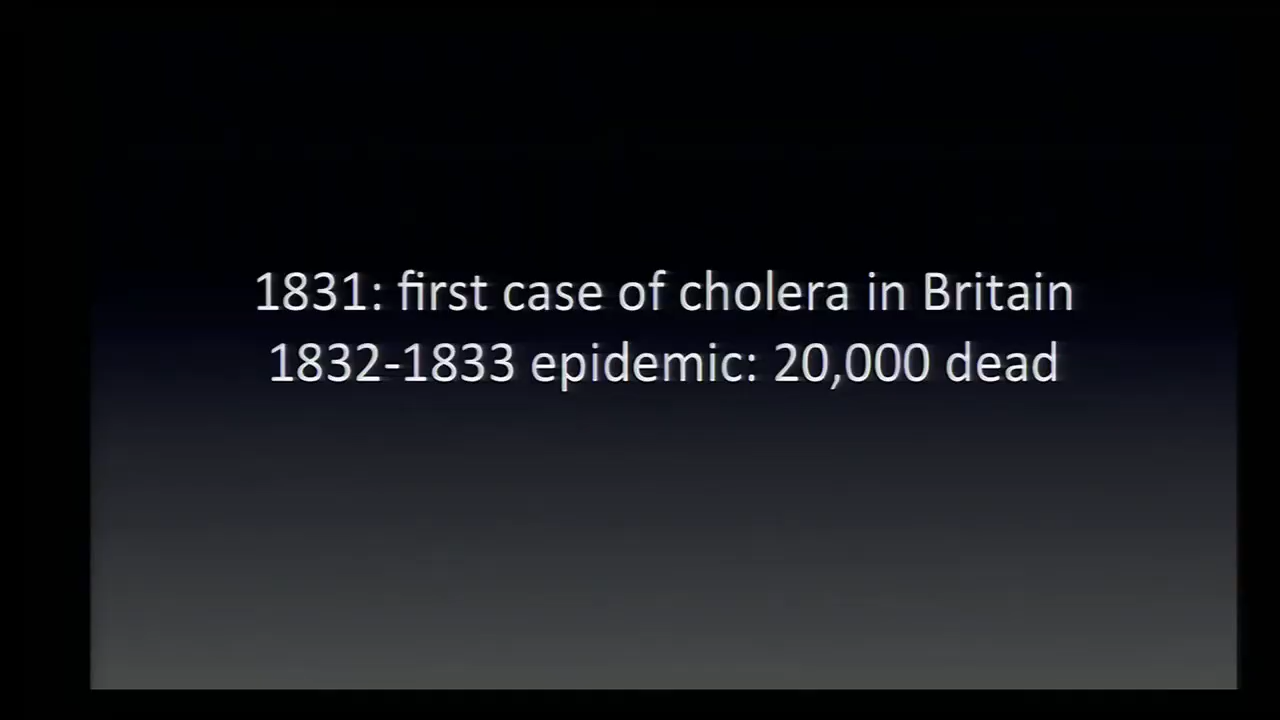 1831: first case of cholera in Britain
1832-1833 epidemic: 20,000 dead